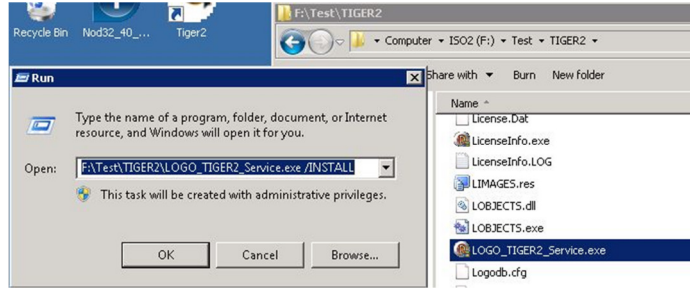 Recycle Bin
Nod32_40_...
Tiger2
F:\Test\TIGER2
Computer
ISO2 (F:)
Test
TIGER2
Share with
Burn
New folder
Run
Type the name of a program, folder, document, or Internet
resource, and Windows will open it for you.
Open:
F:\Test\TIGER2\LOGO_TIGER2_Service.exe /INSTALL
This task will be created with administrative privileges.
OK
Cancel
Browse...
Name
License.Dat
LicenseInfo.exe
LicenseInfo.LOG
LIMAGES.res
LOBJECTS.dll
LOBJECTS.exe
LOGO_TIGER2_Service.exe
Logodb.cfg